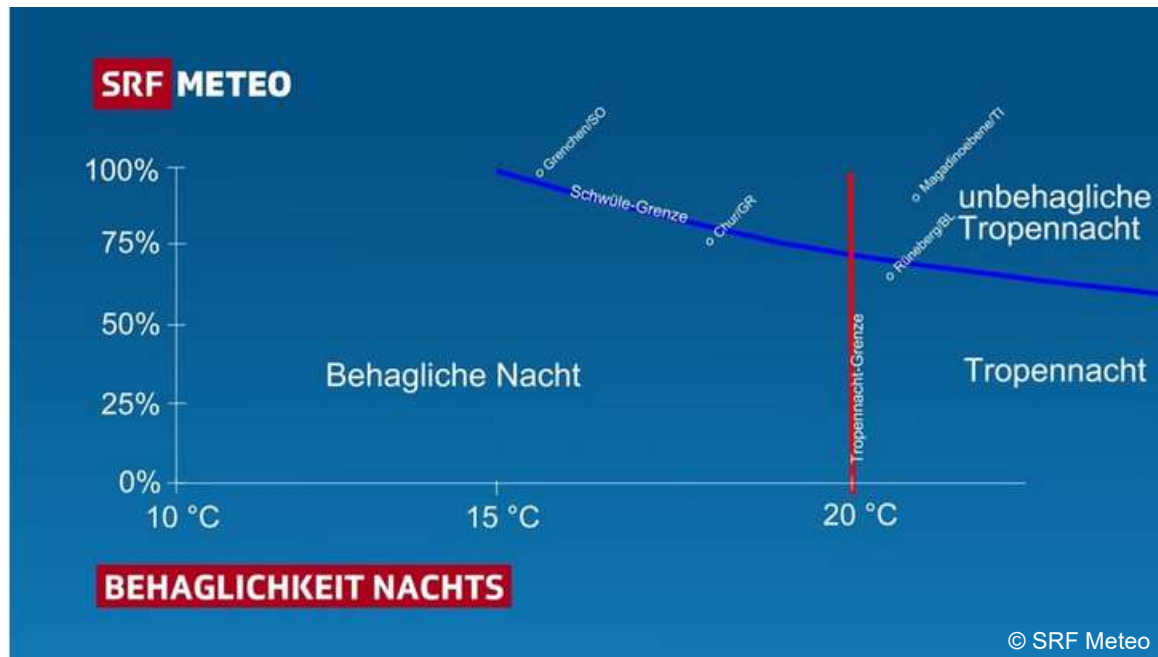 SRF METEO
Grenchen/SO
Magadinoebene/TI
100%
Schwüle-Grenze
Chur/GR
unbehagliche
Tropennacht
75%
Rüneberg/BL
50%
Tropennacht-Grenze
Behagliche Nacht
Tropennacht
25%
0%
10 °C
15 °C
20 °C
BEHAGLICHKEIT NACHTS
© SRF Meteo